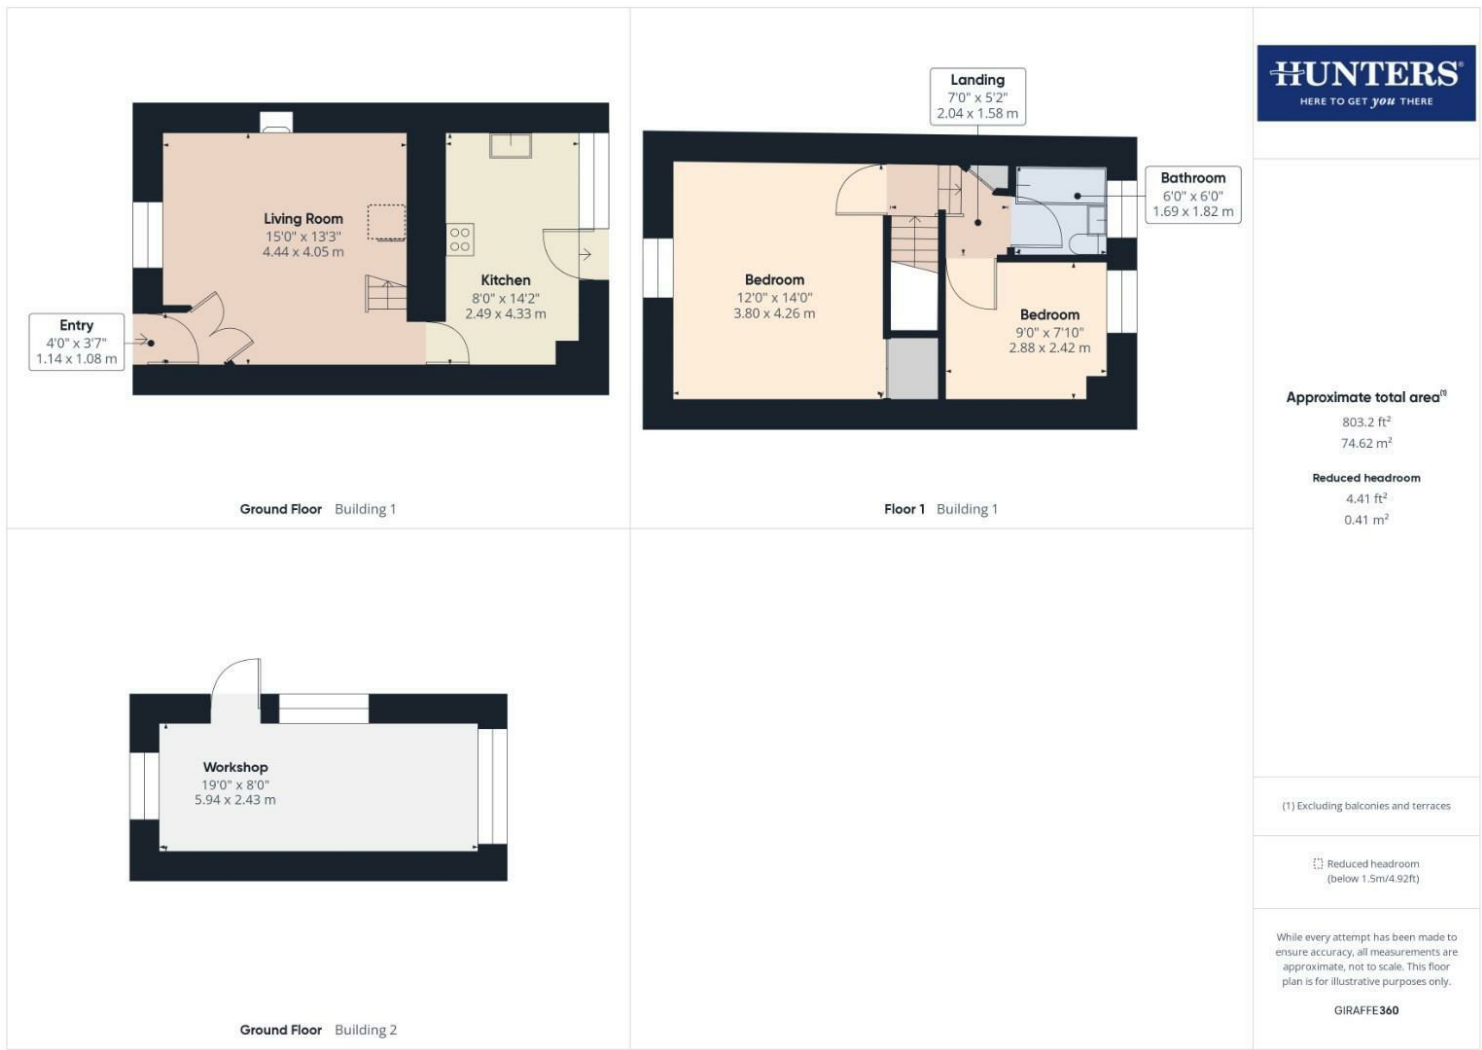 Living Room
15'0" x 13'3"
4.44 x 4.05 m
Kitchen
8'0" x 14'2"
2.49 x 4.33 m
Entry
4'0" x 3'7"
1.14 x 1.08 m
Ground Floor Building 1
Landing
7'0" x 5'2"
2.04 x 1.58 m
Bathroom
6'0" x 6'0"
1.69 x 1.82 m
Bedroom
12'0" x 14'0"
3.80 x 4.26 m
Bedroom
9'0" x 7'10"
2.88 x 2.42 m
Floor 1 Building 1
Workshop
19'0" x 8'0"
5.94 x 2.43 m
Ground Floor Building 2
HUNTERS®
HERE TO GET you THERE
Approximate total area(1)
803.2 ft²
74.62 m²
Reduced headroom
4.41 ft²
0.41 m²
(1) Excluding balconies and terraces
Reduced headroom
(below 1.5m/4.92ft)
While every attempt has been made to
ensure accuracy, all measurements are
approximate, not to scale. This floor
plan is for illustrative purposes only.
GIRAFFE360